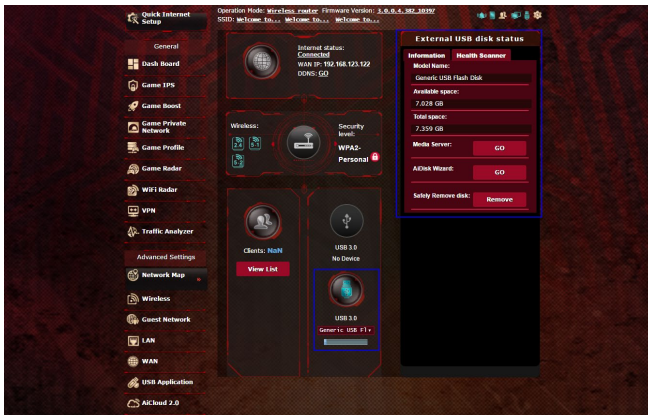 Quick Internet
Setup
Operation Mode: Wireless router Firmware Version: 3.0.0.4.382_10397
SSID: Welcome to... Welcome to... Welcome to...
General
Dash Board
Game IPS
Game Boost
Game Private
Network
Game Profile
Game Radar
WiFi Radar
VPN
Traffic Analyzer
Advanced Settings
Network Map
Wireless
Guest Network
LAN
WAN
USB Application
AiCloud 2.0
Internet status:
Connected
WAN IP: 192.168.123.122
DDNS: GO
Wireless:
2.4
5-1
5-2
Security
level:
WPA2-
Personal
Clients: NaN
View List
USB 3.0
No Device
USB 3.0
Generic USB Fl
External USB disk status
Information Health Scanner
Model Name:
Generic USB Flash Disk
Available space:
7.028 GB
Total space:
7.359 GB
Media Server: GO
AiDisk Wizard: GO
Safely Remove disk: Remove